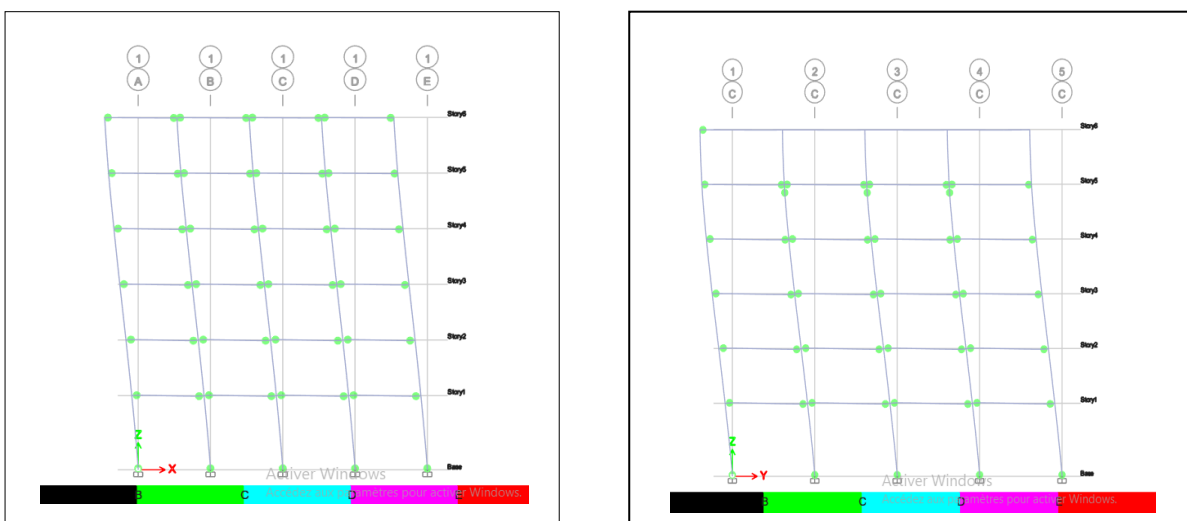 1 1 1 1 1
A B C D E
Story6
Story5
Story4
Story3
Story2
Story1
Z
X
Base
Activer Windows
Accédez aux paramètres pour activer Windows.
B C D E
1 2 3 4 5
C C C C C
Story6
Story5
Story4
Story3
Story2
Story1
Z
Y
Base
Activer Windows
Accédez aux paramètres pour activer Windows.
B C D E